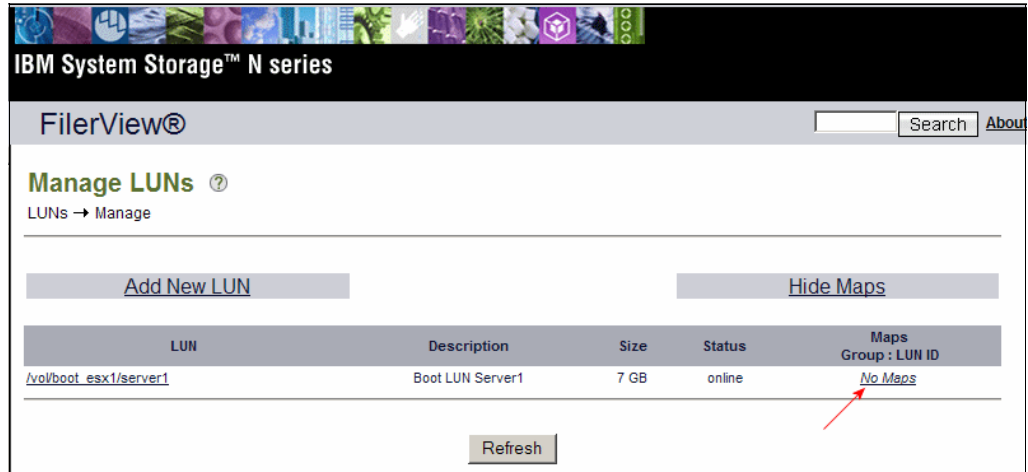 IBM System Storage™ N series
FilerView®
Search About
Manage LUNs ?
LUNs → Manage
Add New LUN Hide Maps
LUN Description Size Status Maps
Group : LUN ID
/vol/boot_esx1/server1 Boot LUN Server1 7 GB online No Maps
Refresh